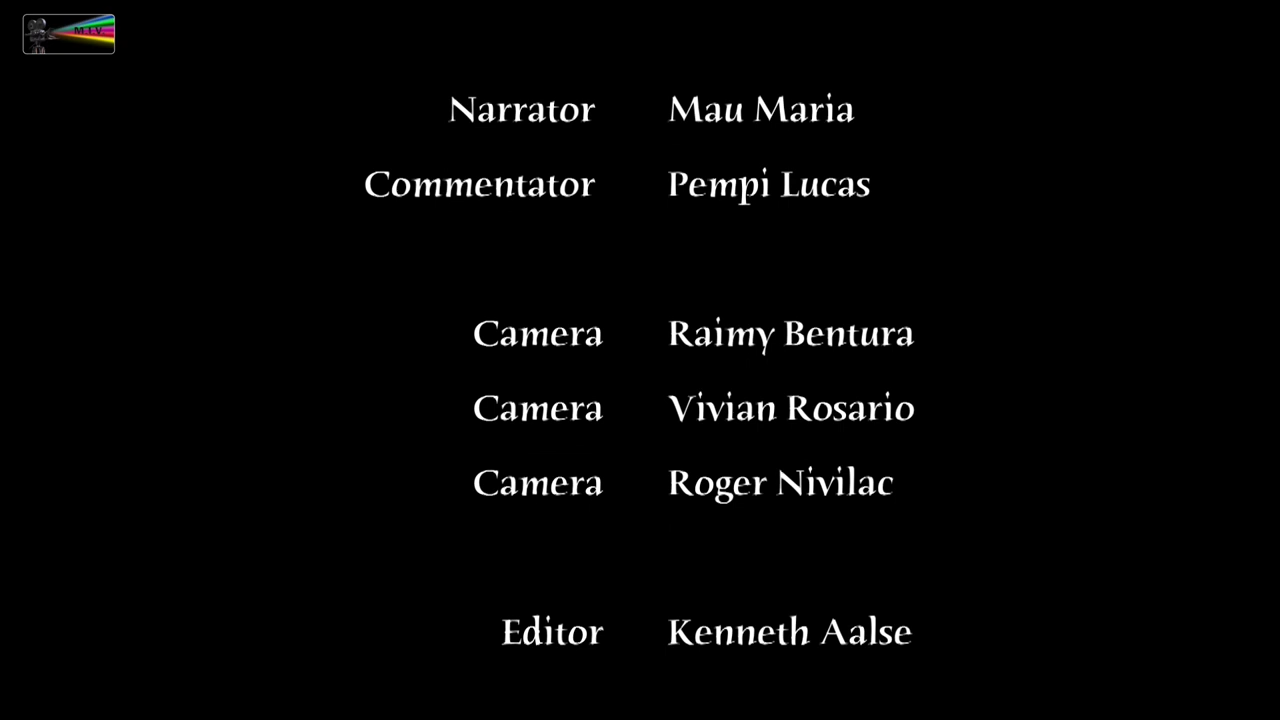 M.I.V.
Narrator Mau Maria
Commentator Pempi Lucas
Camera Raimy Bentura
Camera Vivian Rosario
Camera Roger Nivilac
Editor Kenneth Aalse